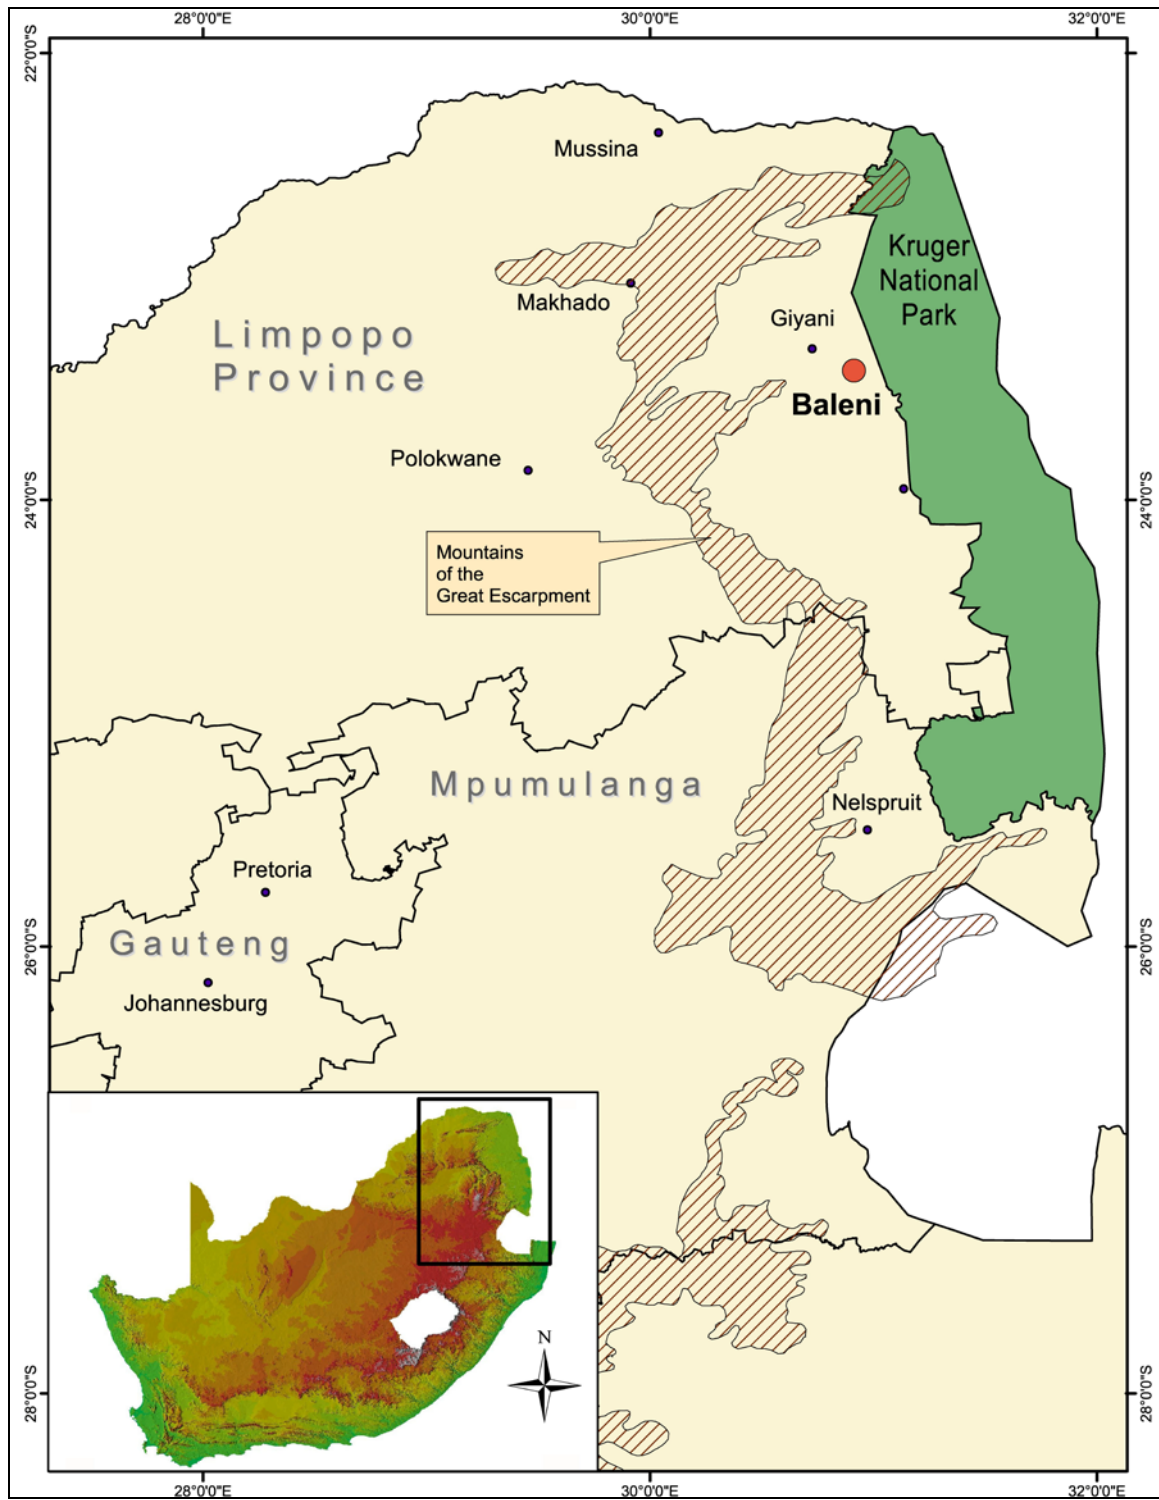 28°0'0"E
30°0'0"E
32°0'0"E
22°0'0"S
Mussina
Kruger
National
Park
Makhado
Giyani
Limpopo
Province
Baleni
Polokwane
24°0'0"S
24°0'0"S
Mountains
of the
Great Escarpment
Mpumulanga
Nelspruit
Pretoria
Gauteng
26°0'0"S
26°0'0"S
Johannesburg
N
28°0'0"S
28°0'0"S
28°0'0"E
30°0'0"E
32°0'0"E
22°0'0"S